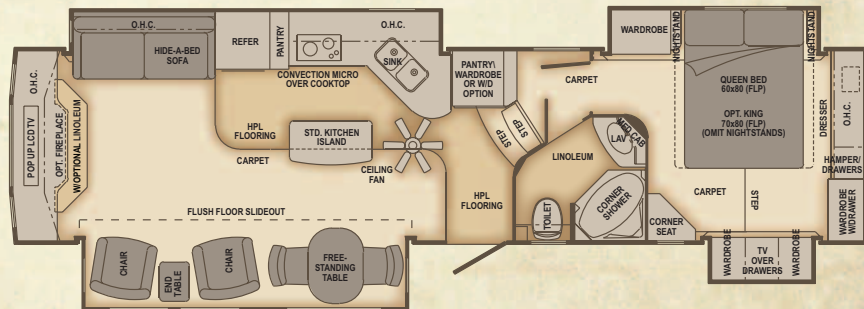 O.H.C.
HIDE-A-BED
SOFA
REFER
PANTRY
O.H.C.
SINK
CONVECTION MICRO
OVER COOKTOP
PANTRY\
WARDROBE
OR W/D
OPTION
CARPET
WARDROBE
NIGHTSTAND
NIGHTSTAND
QUEEN BED
60x80 (FLP)
OPT. KING
70x80 (FLP)
(OMIT NIGHTSTANDS)
DRESSER
O.H.C.
HAMPER/
DRAWERS
WARDROBE
W/DRAWER
O.H.C.
POP UP LCD TV
OPT. FIREPLACE
W/OPTIONAL LINOLEUM
HPL
FLOORING
STD. KITCHEN
ISLAND
CARPET
CEILING
FAN
STEP
STEP
MED CAB
LAV
LINOLEUM
HPL
FLOORING
TOILET
CORNER
SHOWER
CARPET
STEP
CORNER
SEAT
FLUSH FLOOR SLIDEOUT
CHAIR
END
TABLE
CHAIR
FREE-
STANDING
TABLE
WARDROBE
TV
OVER
DRAWERS
WARDROBE